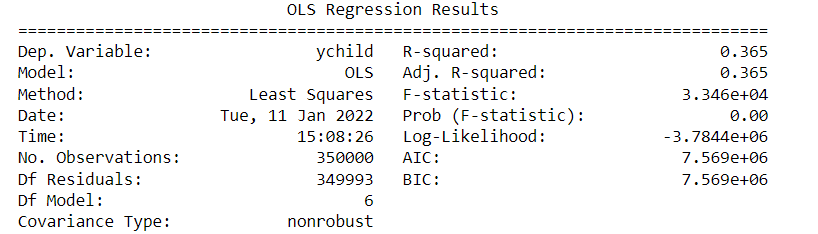 OLS Regression Results
==============================================================================
Dep. Variable: ychild R-squared: 0.365
Model: OLS Adj. R-squared: 0.365
Method: Least Squares F-statistic: 3.346e+04
Date: Tue, 11 Jan 2022 Prob (F-statistic): 0.00
Time: 15:08:26 Log-Likelihood: -3.7844e+06
No. Observations: 350000 AIC: 7.569e+06
Df Residuals: 349993 BIC: 7.569e+06
Df Model: 6
Covariance Type: nonrobust